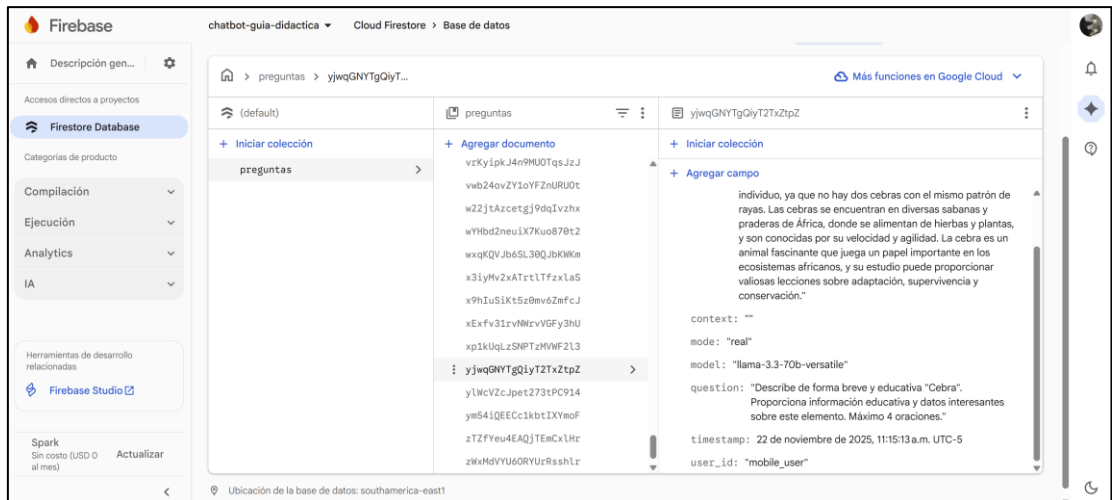 Firebase
chatbot-guia-didactica
Cloud Firestore > Base de datos
Descripción gen...
Accesos directos a proyectos
Firestore Database
Categorías de producto
Compilación
Ejecución
Analytics
IA
Herramientas de desarrollo
relacionadas
Firebase Studio
Spark
Sin costo (USD 0
al mes)
Actualizar
> preguntas > yjwqGNYTgQiyT...
Más funciones en Google Cloud
(default)
+ Iniciar colección
preguntas
preguntas
+ Agregar documento
vrKyipkJ4n9MUOTqsJzJ
vwb24ovZY1oYFZnURUOt
w22jtAzcetgj9dqIvzhx
wYHbd2neuiX7Kuo870t2
wxqKQVJb6SL30QJbKWKm
x3iyMv2xATrtlTfzxlaS
x9hIuSiKt5z0mv6ZmfcJ
xExfv31rvNWrvVGFy3hU
xp1kUqLzSNPTzMVWF2l3
yjwqGNYTgQiyT2TxZtpZ
ylWcVZcJpet273tPC914
ym54iQEECc1kbtIXYmoF
zTZfYeu4EAQjTEmCxlHr
zWxMdVYU6ORYUrRsshlr
yjwqGNYTgQiyT2TxZtpZ
+ Iniciar colección
+ Agregar campo
individuo, ya que no hay dos cebras con el mismo patrón de
rayas. Las cebras se encuentran en diversas sabanas y
praderas de África, donde se alimentan de hierbas y plantas,
y son conocidas por su velocidad y agilidad. La cebra es un
animal fascinante que juega un papel importante en los
ecosistemas africanos, y su estudio puede proporcionar
valiosas lecciones sobre adaptación, supervivencia y
conservación."
context: ""
mode: "real"
model: "llama-3.3-70b-versatile"
question: "Describe de forma breve y educativa "Cebra".
Proporciona información educativa y datos interesantes
sobre este elemento. Máximo 4 oraciones."
timestamp: 22 de noviembre de 2025, 11:15:13 a.m. UTC-5
user_id: "mobile_user"
Ubicación de la base de datos: southamerica-east1